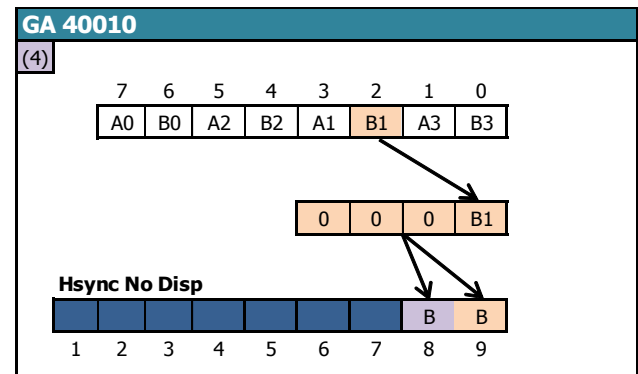 GA 40010
(4)
7 6 5 4 3 2 1 0
A0 B0 A2 B2 A1 B1 A3 B3
0 0 0 B1
Hsync No Disp
B B
1 2 3 4 5 6 7 8 9